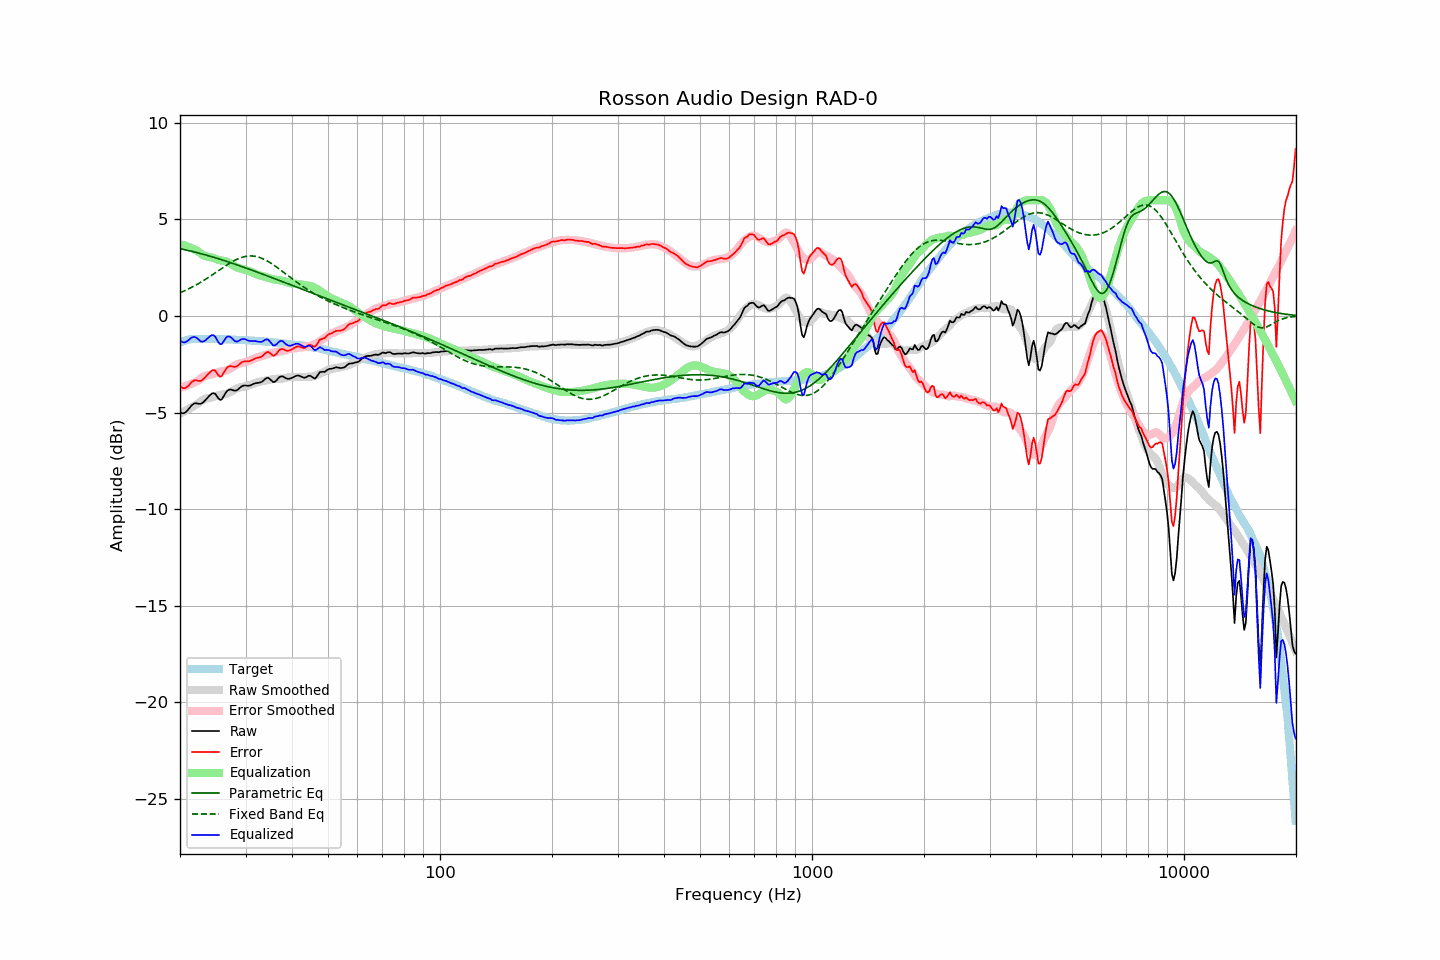 Rosson Audio Design RAD-0
10
5
0
−5
−10
−15
−20
−25
Amplitude (dBr)
Target
Raw Smoothed
Error Smoothed
Raw
Error
Equalization
Parametric Eq
Fixed Band Eq
Equalized
100
1000
10000
Frequency (Hz)